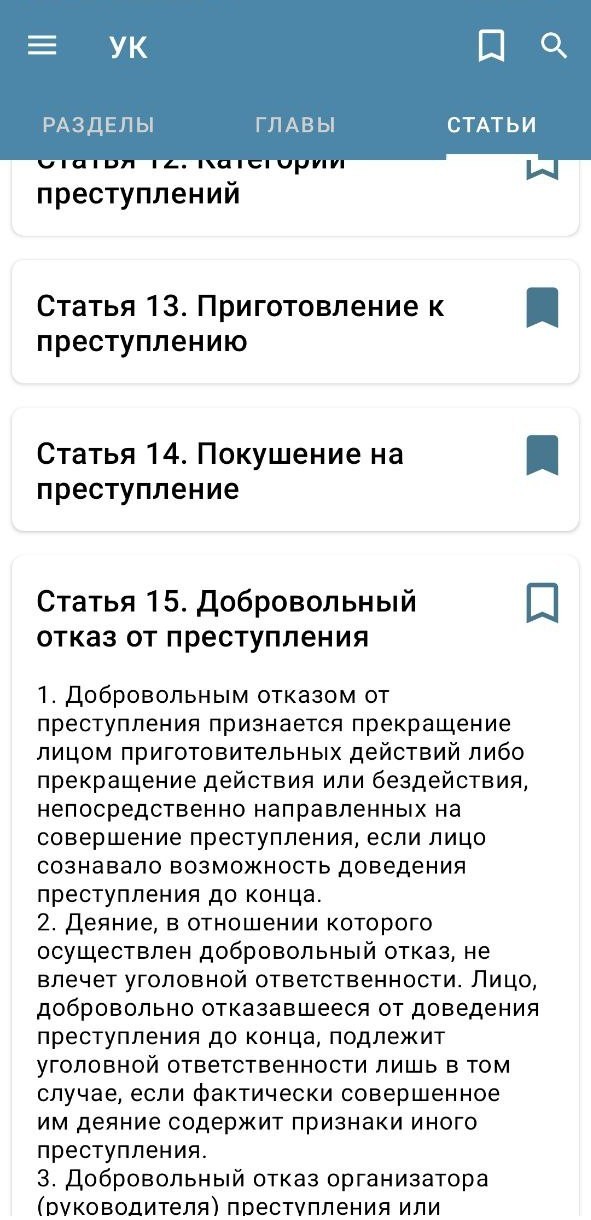 УК
РАЗДЕЛЫ ГЛАВЫ СТАТЬИ
Статья 12. Категории
преступлений
Статья 13. Приготовление к
преступлению
Статья 14. Покушение на
преступление
Статья 15. Добровольный
отказ от преступления
1. Добровольным отказом от
преступления признается прекращение
лицом приготовительных действий либо
прекращение действия или бездействия,
непосредственно направленных на
совершение преступления, если лицо
сознавало возможность доведения
преступления до конца.
2. Деяние, в отношении которого
осуществлен добровольный отказ, не
влечет уголовной ответственности. Лицо,
добровольно отказавшееся от доведения
преступления до конца, подлежит
уголовной ответственности лишь в том
случае, если фактически совершенное
им деяние содержит признаки иного
преступления.
3. Добровольный отказ организатора
(руководителя) преступления или